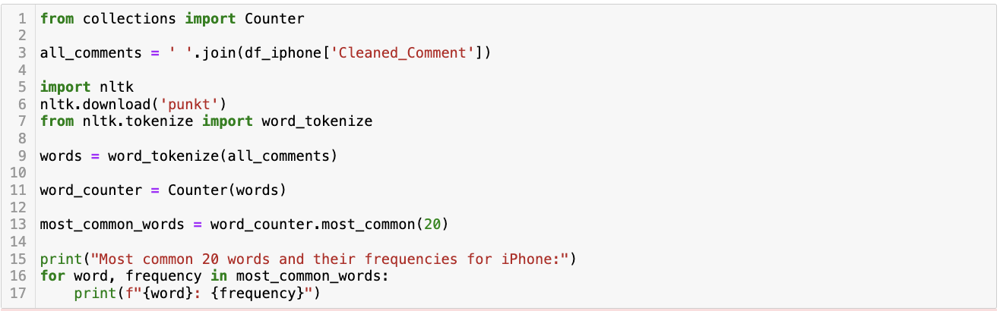 1 from collections import Counter
2
3 all_comments = ' '.join(df_iphone['Cleaned_Comment'])
4
5 import nltk
6 nltk.download('punkt')
7 from nltk.tokenize import word_tokenize
8
9 words = word_tokenize(all_comments)
10
11 word_counter = Counter(words)
12
13 most_common_words = word_counter.most_common(20)
14
15 print("Most common 20 words and their frequencies for iPhone:")
16 for word, frequency in most_common_words:
17     print(f"{word}: {frequency}")